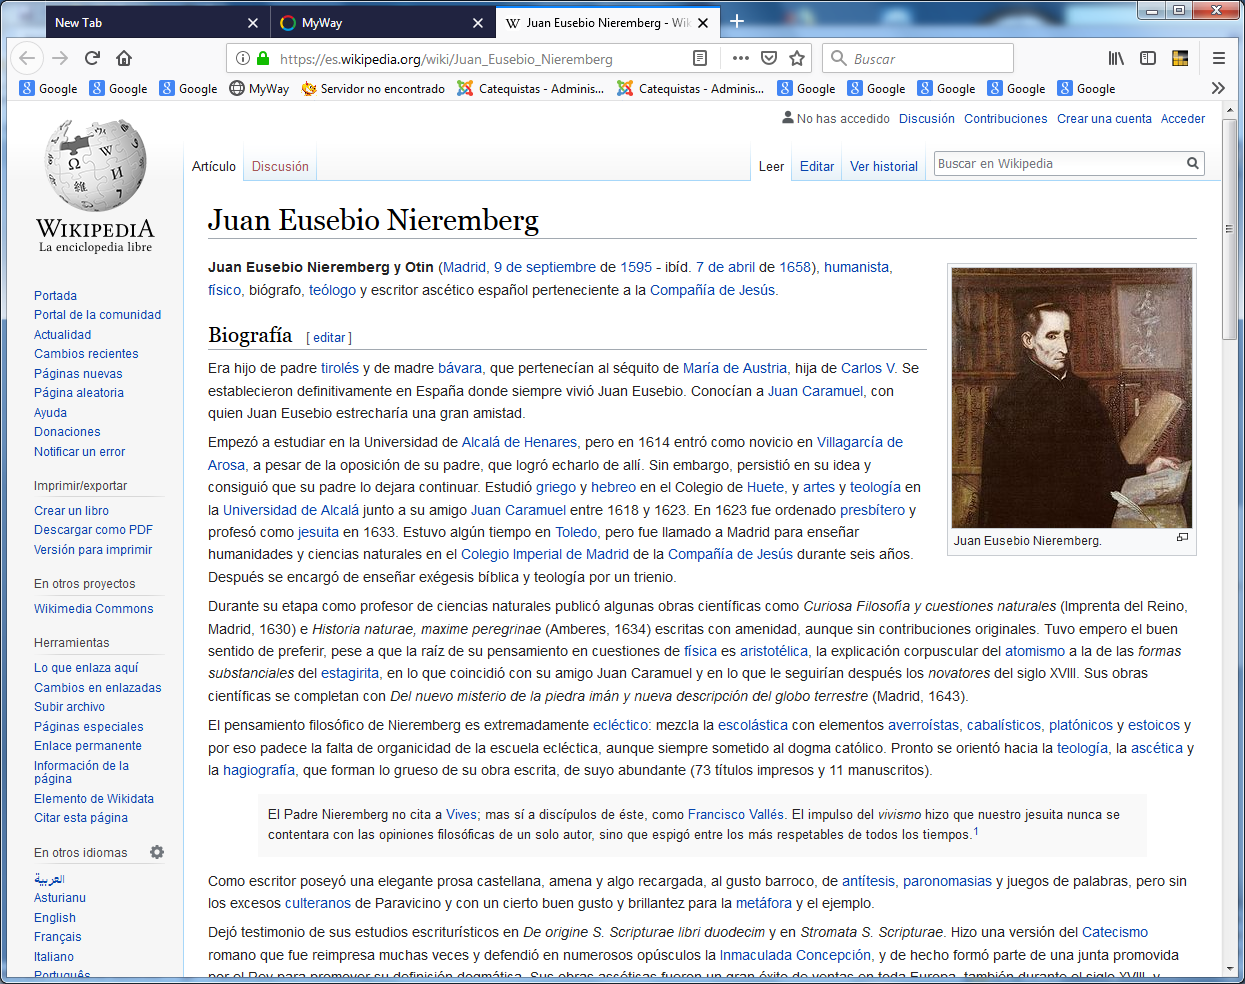 New Tab
MyWay
Juan Eusebio Nieremberg - Wi
https://es.wikipedia.org/wiki/Juan_Eusebio_Nieremberg
Buscar
Google
Google
Google
MyWay
Servidor no encontrado
Catequistas - Adminis...
Catequistas - Adminis...
Google
Google
Google
Google
Google
No has accedido Discusión Contribuciones Crear una cuenta Acceder
Artículo Discusión Leer Editar Ver historial Buscar en Wikipedia
WIKIPEDIA
La enciclopedia libre
Portada
Portal de la comunidad
Actualidad
Cambios recientes
Páginas nuevas
Página aleatoria
Ayuda
Donaciones
Notificar un error
Imprimir/exportar
Crear un libro
Descargar como PDF
Versión para imprimir
En otros proyectos
Wikimedia Commons
Herramientas
Lo que enlaza aquí
Cambios en enlazadas
Subir archivo
Páginas especiales
Enlace permanente
Información de la
página
Elemento de Wikidata
Citar esta página
En otros idiomas
العربية
Asturianu
English
Français
Italiano
Português
Juan Eusebio Nieremberg
Juan Eusebio Nieremberg y Otin (Madrid, 9 de septiembre de 1595 - ibíd. 7 de abril de 1658), humanista,
físico, biógrafo, teólogo y escritor ascético español perteneciente a la Compañía de Jesús.
Juan Eusebio Nieremberg.
Biografía [ editar ]
Era hijo de padre tirolés y de madre bávara, que pertenecían al séquito de María de Austria, hija de Carlos V. Se
establecieron definitivamente en España donde siempre vivió Juan Eusebio. Conocían a Juan Caramuel, con
quien Juan Eusebio estrecharía una gran amistad.
Empezó a estudiar en la Universidad de Alcalá de Henares, pero en 1614 entró como novicio en Villagarcía de
Arosa, a pesar de la oposición de su padre, que logró echarlo de allí. Sin embargo, persistió en su idea y
consiguió que su padre lo dejara continuar. Estudió griego y hebreo en el Colegio de Huete, y artes y teología en
la Universidad de Alcalá junto a su amigo Juan Caramuel entre 1618 y 1623. En 1623 fue ordenado presbítero y
profesó como jesuita en 1633. Estuvo algún tiempo en Toledo, pero fue llamado a Madrid para enseñar
humanidades y ciencias naturales en el Colegio Imperial de Madrid de la Compañía de Jesús durante seis años.
Después se encargó de enseñar exégesis bíblica y teología por un trienio.
Durante su etapa como profesor de ciencias naturales publicó algunas obras científicas como Curiosa Filosofía y cuestiones naturales (Imprenta del Reino,
Madrid, 1630) e Historia naturae, maxime peregrinae (Amberes, 1634) escritas con amenidad, aunque sin contribuciones originales. Tuvo empero el buen
sentido de preferir, pese a que la raíz de su pensamiento en cuestiones de física es aristotélica, la explicación corpuscular del atomismo a la de las formas
substanciales del estagirita, en lo que coincidió con su amigo Juan Caramuel y en lo que le seguirían después los novatores del siglo XVIII. Sus obras
científicas se completan con Del nuevo misterio de la piedra imán y nueva descripción del globo terrestre (Madrid, 1643).
El pensamiento filosófico de Nieremberg es extremadamente ecléctico: mezcla la escolástica con elementos averroístas, cabalísticos, platónicos y estoicos y
por eso padece la falta de organicidad de la escuela ecléctica, aunque siempre sometido al dogma católico. Pronto se orientó hacia la teología, la ascética y
la hagiografía, que forman lo grueso de su obra escrita, de suyo abundante (73 títulos impresos y 11 manuscritos).
El Padre Nieremberg no cita a Vives; mas sí a discípulos de éste, como Francisco Vallés. El impulso del vivismo hizo que nuestro jesuita nunca se
contentara con las opiniones filosóficas de un solo autor, sino que espigó entre los más respetables de todos los tiempos.1
Como escritor poseyó una elegante prosa castellana, amena y algo recargada, al gusto barroco, de antítesis, paronomasias y juegos de palabras, pero sin
los excesos culteranos de Paravicino y con un cierto buen gusto y brillantez para la metáfora y el ejemplo.
Dejó testimonio de sus estudios escriturísticos en De origine S. Scripturae libri duodecim y en Stromata S. Scripturae. Hizo una versión del Catecismo
romano que fue reimpresa muchas veces y defendió en numerosos opúsculos la Inmaculada Concepción, y de hecho formó parte de una junta promovida
por el Rey para promover su definición dogmática. Sus obras ascéticas fueron un gran éxito de ventas en toda Europa, también durante el siglo XVIII, y